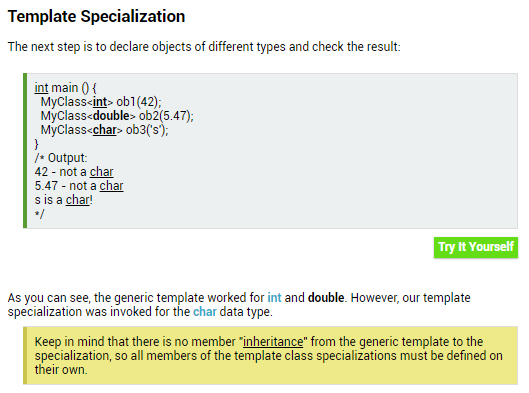 Template Specialization
The next step is to declare objects of different types and check the result:
int main () {
MyClass<int> ob1(42);
MyClass<double> ob2(5.47);
MyClass<char> ob3('s');
}
/* Output:
42 - not a char
5.47 - not a char
s is a char!
*/
Try It Yourself
As you can see, the generic template worked for int and double. However, our template
specialization was invoked for the char data type.
Keep in mind that there is no member "inheritance" from the generic template to the
specialization, so all members of the template class specializations must be defined on
their own.